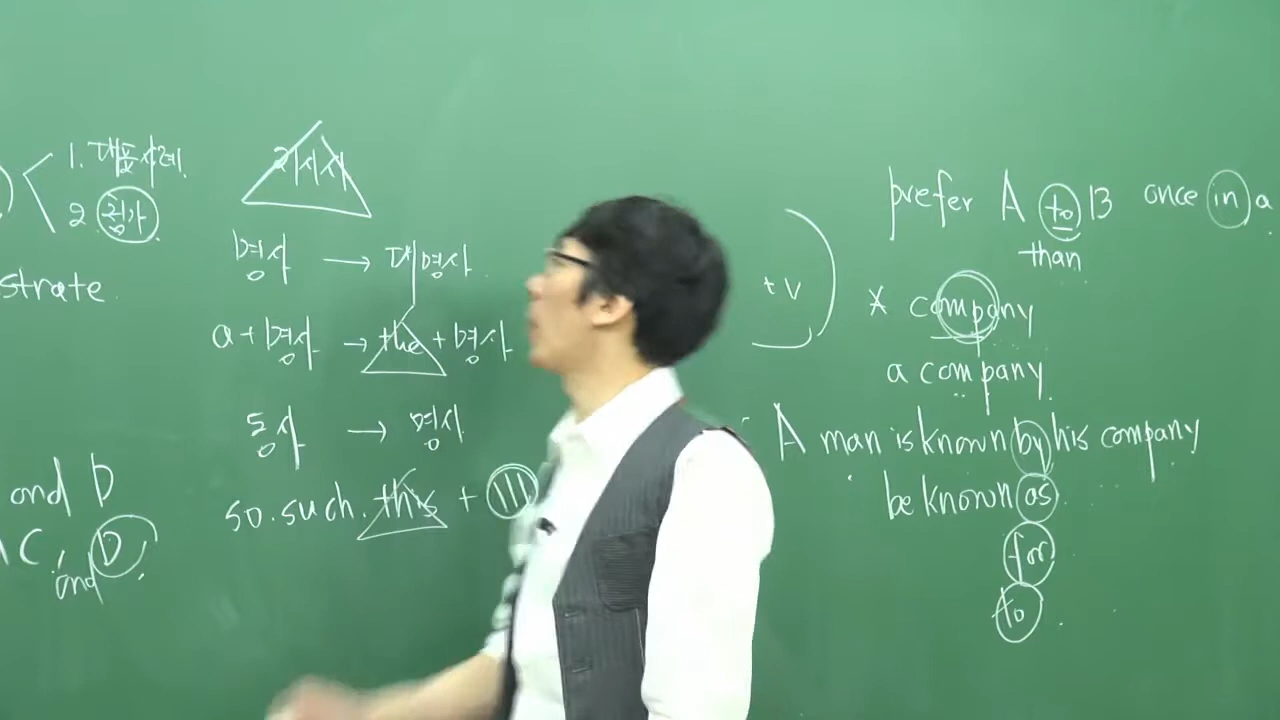 1. 대표사례
2. 첨가
strate.
and D
C, and D
지시사
명사 → 대명사
a + 명사 → the + 명사
동사 → 명사
so. such. this +
tv
prefer A to B once in a
than
* company
a company.
A man is known by his company
be known as
for
to